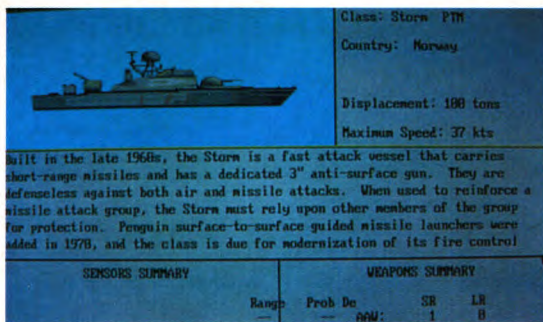 Class: Storm PTM
Country: Norway
Displacement: 100 tons
Maximum Speed: 37 kts
Built in the late 1960s, the Storm is a fast attack vessel that carries
short-range missiles and has a dedicated 3" anti-surface gun. They are
defenseless against both air and missile attacks. When used to reinforce a
missile attack group, the Storm must rely upon other members of the group
for protection. Penguin surface-to-surface guided missile launchers were
added in 1970, and the class is due for modernization of its fire control
SENSORS SUMMARY
WEAPONS SUMMARY
Range Prob De
SR LR
-- -- AAW: 1 0